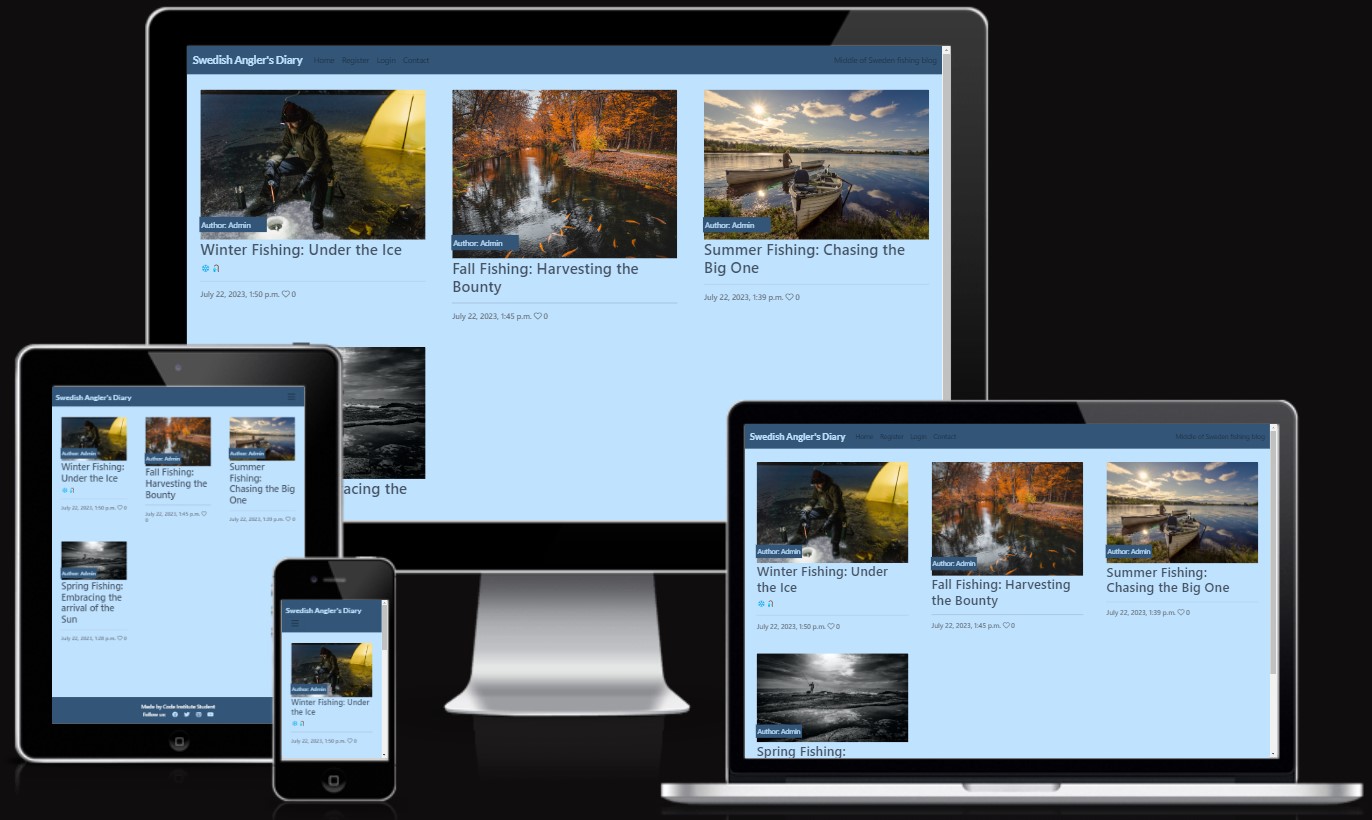 Swedish Angler's Diary Home Register Login Contact Middle of Sweden fishing blog
Author: Admin
Winter Fishing: Under the Ice
July 22, 2023, 1:50 p.m. 0
Author: Admin
Fall Fishing: Harvesting the
Bounty
July 22, 2023, 1:45 p.m. 0
Author: Admin
Summer Fishing: Chasing the
Big One
July 22, 2023, 1:39 p.m. 0
acing the
Swedish Angler's Diary
Author: Admin
Winter Fishing:
Under the Ice
July 22, 2023, 1:50 p.m. 0
Author: Admin
Fall Fishing:
Harvesting the
Bounty
July 22, 2023, 1:45 p.m.
0
Author: Admin
Summer
Fishing:
Chasing the Big
One
July 22, 2023, 1:39 p.m. 0
Author: Admin
Spring Fishing:
Embracing the
arrival of the
Sun
July 22, 2023, 1:28 p.m. 0
Made by Code Institute Student
Follow us:
Swedish Angler's Diary
Author: Admin
Winter Fishing: Under
the Ice
July 22, 2023, 1:50 p.m. 0
Swedish Angler's Diary Home Register Login Contact Middle of Sweden fishing blog
Author: Admin
Winter Fishing: Under
the Ice
July 22, 2023, 1:50 p.m. 0
Author: Admin
Fall Fishing: Harvesting
the Bounty
July 22, 2023, 1:45 p.m. 0
Author: Admin
Summer Fishing:
Chasing the Big One
July 22, 2023, 1:39 p.m. 0
Author: Admin
Spring Fishing: